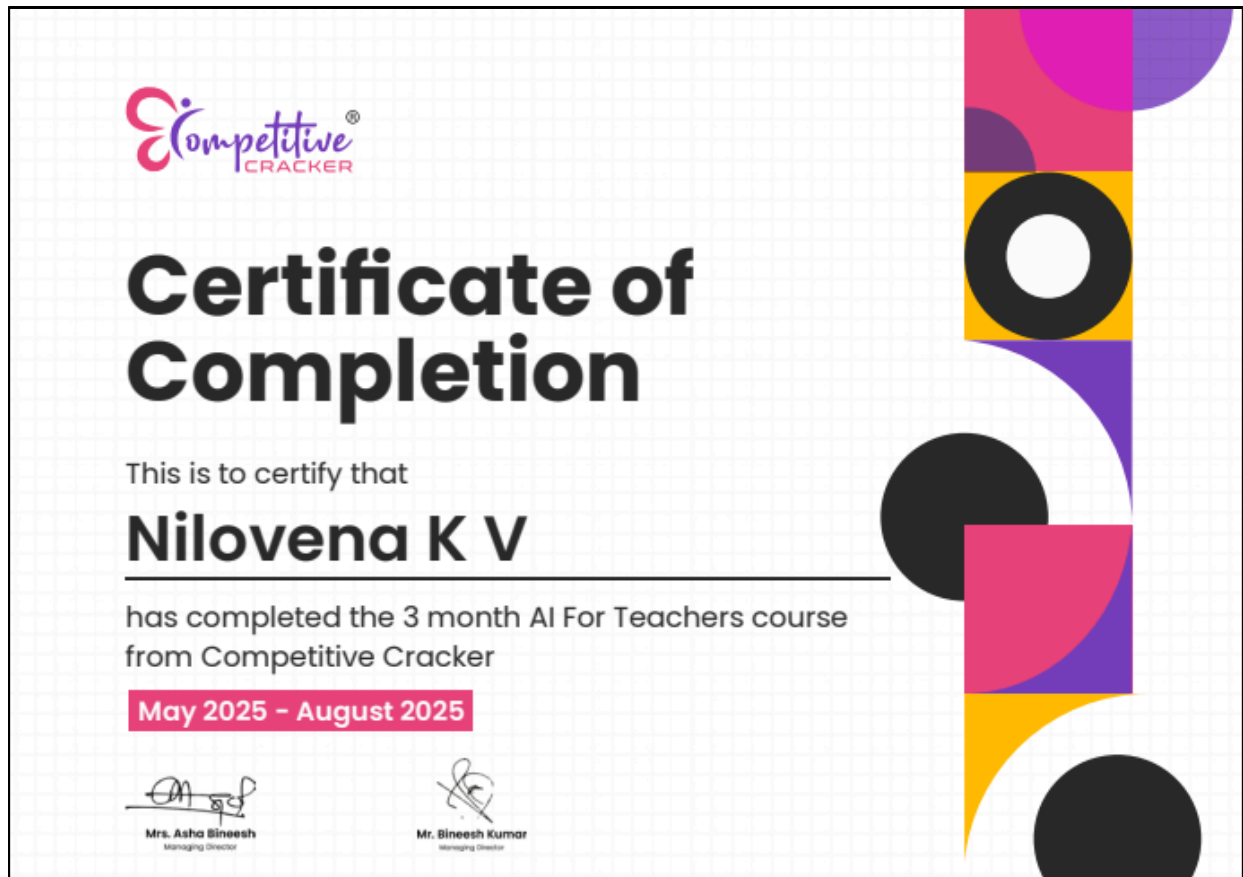 Competitive®
CRACKER
Certificate of
Completion
This is to certify that
Nilovena K V
has completed the 3 month AI For Teachers course
from Competitive Cracker
May 2025 - August 2025
Mrs. Asha Bineesh
Managing Director
Mr. Bineesh Kumar
Managing Director